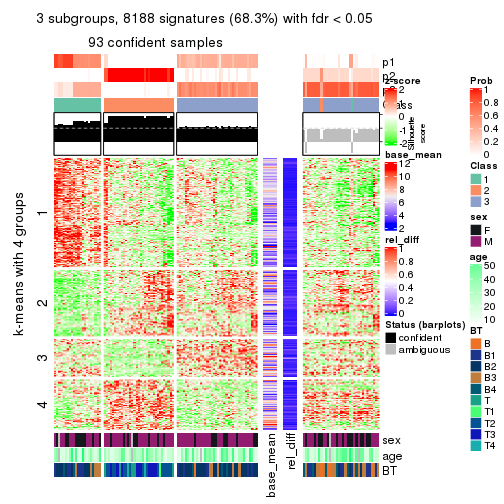 3 subgroups, 8188 signatures (68.3%) with fdr < 0.05
93 confident samples
p1
p2
z-score
2
0
-2
Silhouette
score
k-means with 4 groups
1
2
3
4
base_mean
12
10
8
6
4
2
rel_diff
1
0.8
0.6
0.4
0.2
0
Status (barplots)
confident
ambiguous
sex
age
BT
base_mean
rel_diff
Prob
1
0.8
0.6
0.4
0.2
0
Class
1
2
3
sex
F
M
age
50
40
30
20
10
BT
B
B1
B2
B3
B4
T
T1
T2
T3
T4